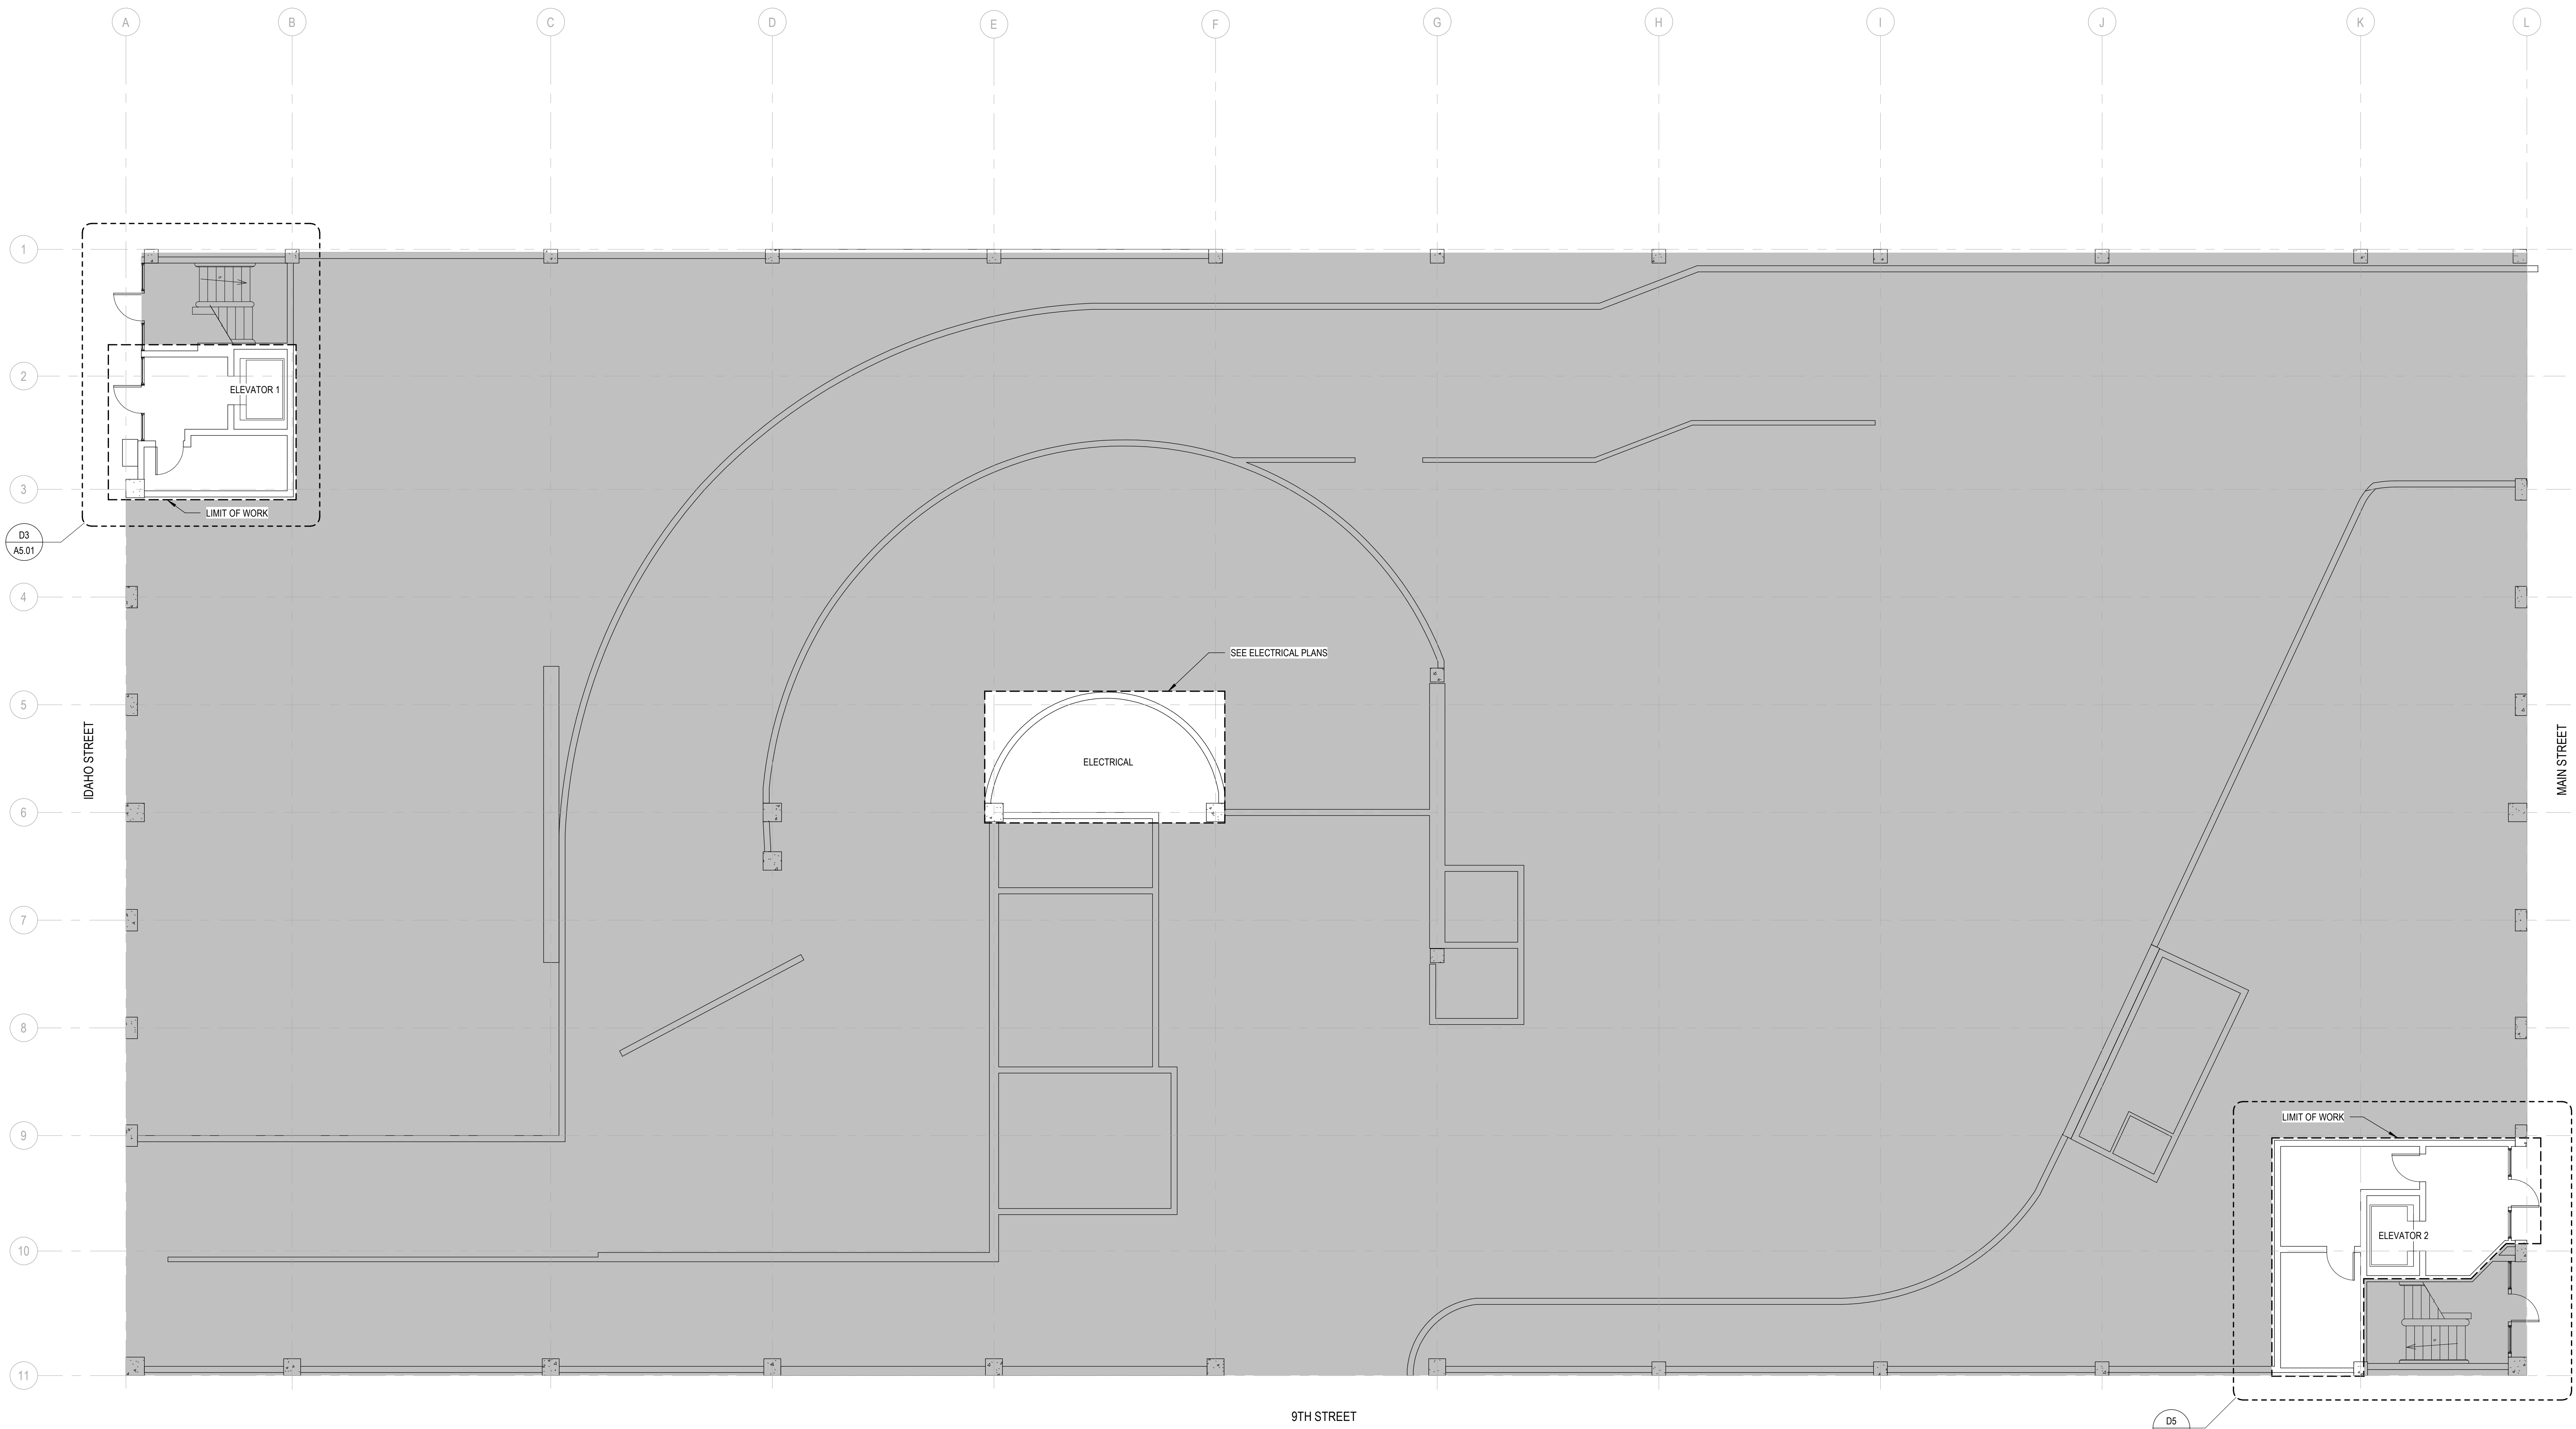 A
B
C
D
E
F
G
H
I
J
K
L
1
2
ELEVATOR 1
3
LIMIT OF WORK
D3
A5.01
4
SEE ELECTRICAL PLANS
5
IDAHO STREET
MAIN STREET
ELECTRICAL
6
7
8
LIMIT OF WORK
9
ELEVATOR 2
10
11
9TH STREET
D5